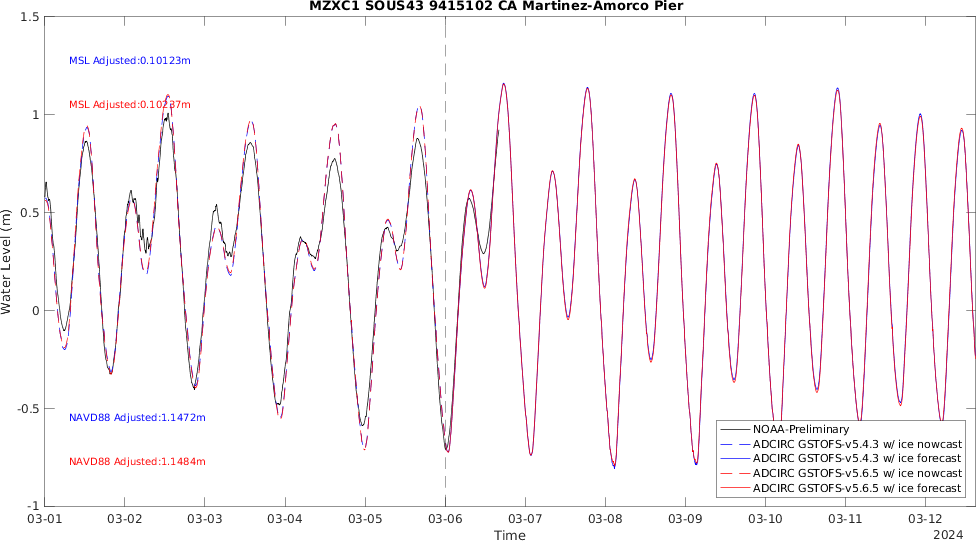 MZXC1 SOUS43 9415102 CA Martinez-Amorco Pier
1.5
MSL Adjusted:0.10123m
MSL Adjusted:0.10237m
1
0.5
Water Level (m)
0
-0.5
NAVD88 Adjusted:1.1472m
NAVD88 Adjusted:1.1484m
NOAA-Preliminary
ADCIRC GSTOFS-v5.4.3 w/ ice nowcast
ADCIRC GSTOFS-v5.4.3 w/ ice forecast
ADCIRC GSTOFS-v5.6.5 w/ ice nowcast
ADCIRC GSTOFS-v5.6.5 w/ ice forecast
-1
03-01 03-02 03-03 03-04 03-05 03-06 03-07 03-08 03-09 03-10 03-11 03-12
Time
2024